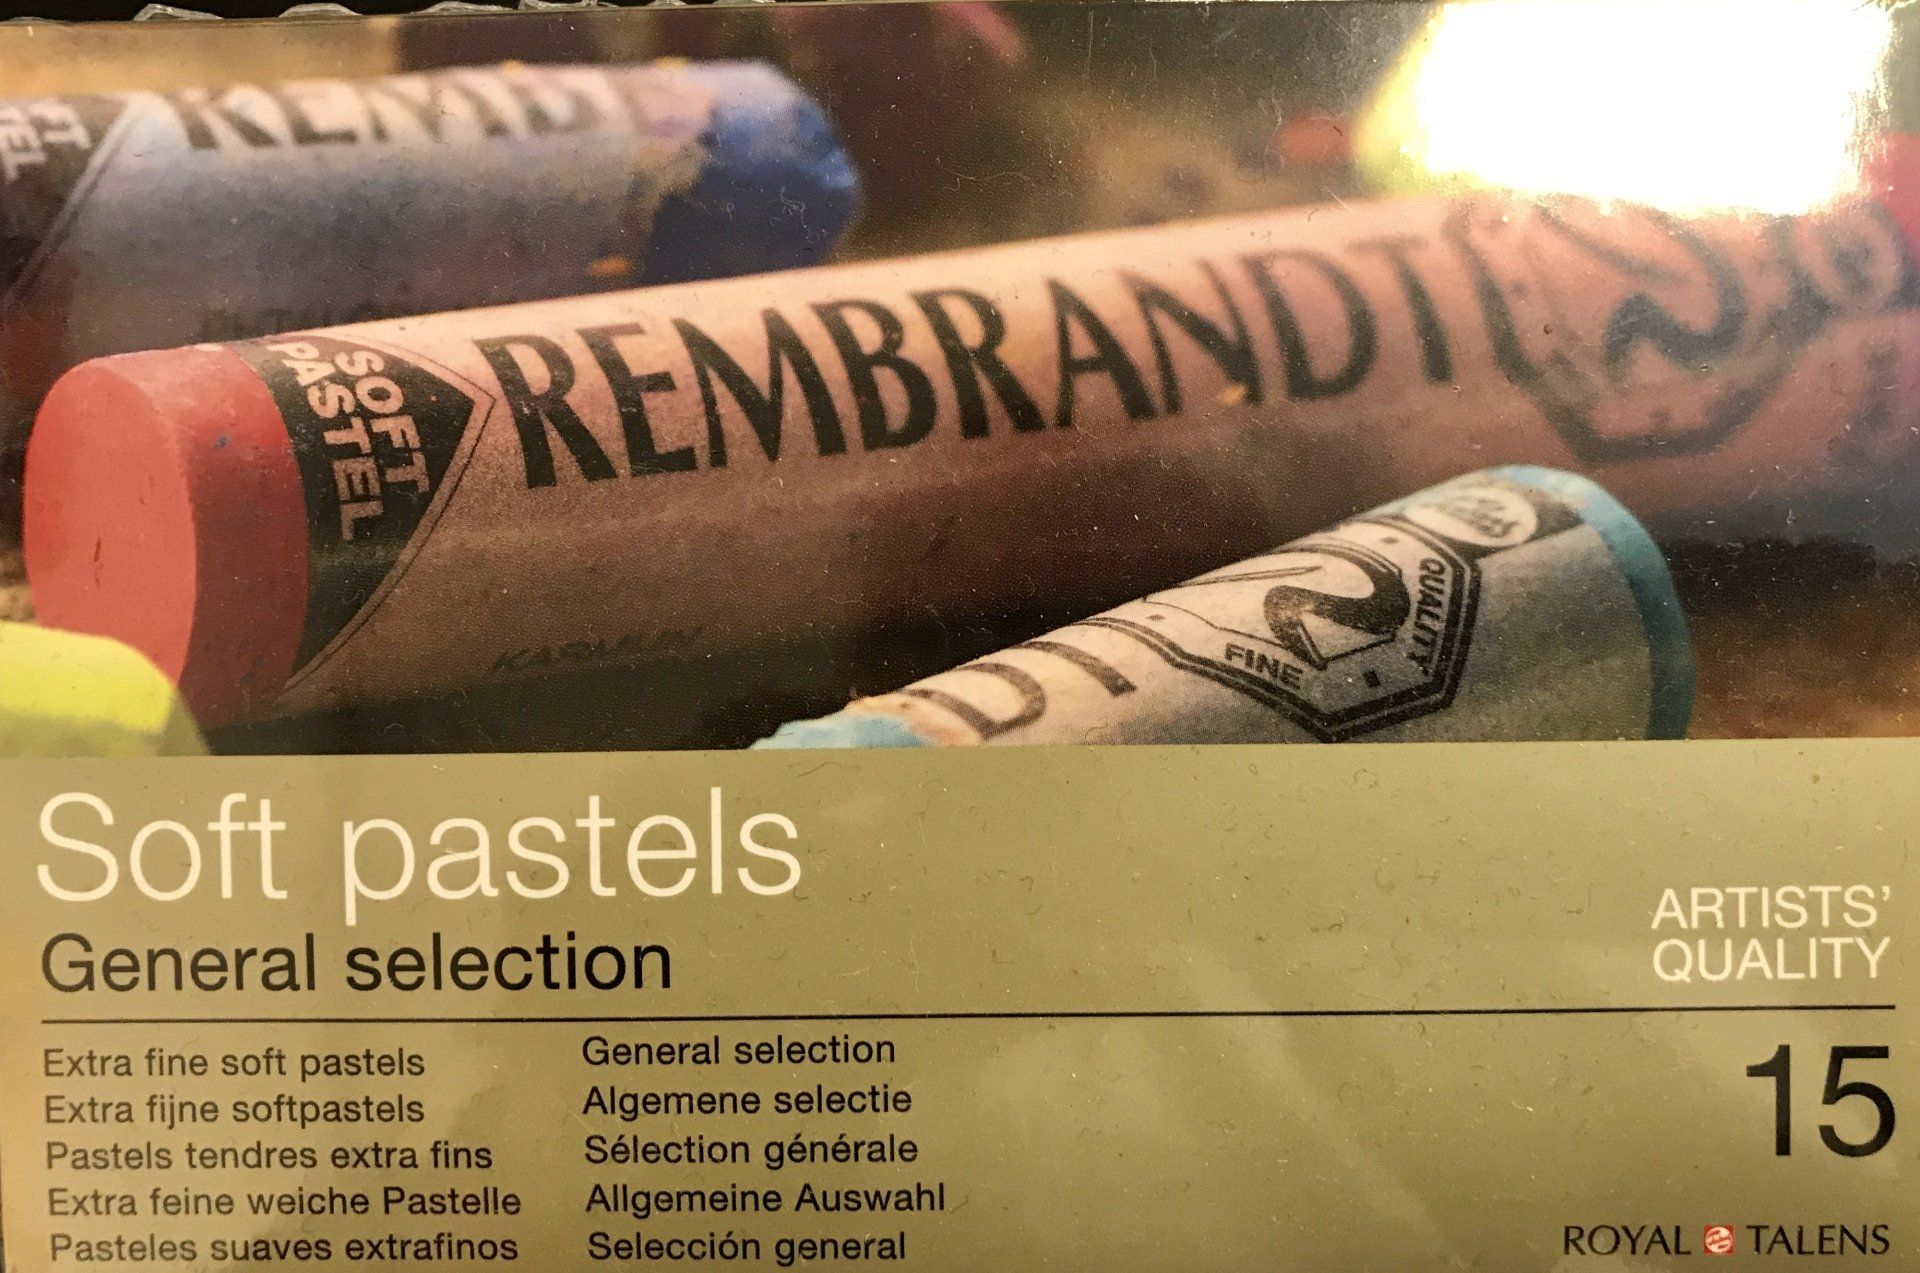 SOFT
PASTEL
REMBRANDT
KARMIJN
DT
FINE
QUALITY
Soft pastels
General selection
ARTISTS'
QUALITY
Extra fine soft pastels
Extra fijne softpastels
Pastels tendres extra fins
Extra feine weiche Pastelle
Pasteles suaves extrafinos
General selection
Algemene selectie
Sélection générale
Allgemeine Auswahl
Selección general
15
ROYAL TALENS